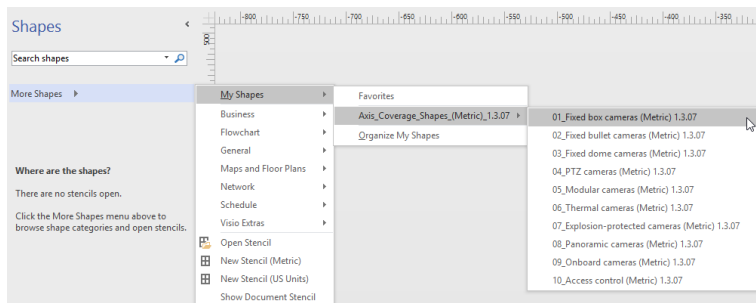 Shapes
-800 -700 -650 -600 -550 -500 -450 -400 -350
500
Search shapes
More Shapes
My Shapes
Business
Flowchart
General
Maps and Floor Plans
Network
Schedule
Visio Extras
Open Stencil
New Stencil (Metric)
New Stencil (US Units)
Show Document Stencil
Favorites
Axis_Coverage_Shapes_(Metric)_1.3.07
Organize My Shapes
01_Fixed box cameras (Metric) 1.3.07
02_Fixed bullet cameras (Metric) 1.3.07
03_Fixed dome cameras (Metric) 1.3.07
04_PTZ cameras (Metric) 1.3.07
05_Modular cameras (Metric) 1.3.07
06_Thermal cameras (Metric) 1.3.07
07_Explosion-protected cameras (Metric) 1.3.07
08_Panoramic cameras (Metric) 1.3.07
09_Onboard cameras (Metric) 1.3.07
10_Access control (Metric) 1.3.07
Where are the shapes?
There are no stencils open.
Click the More Shapes menu above to
browse shape categories and open stencils.